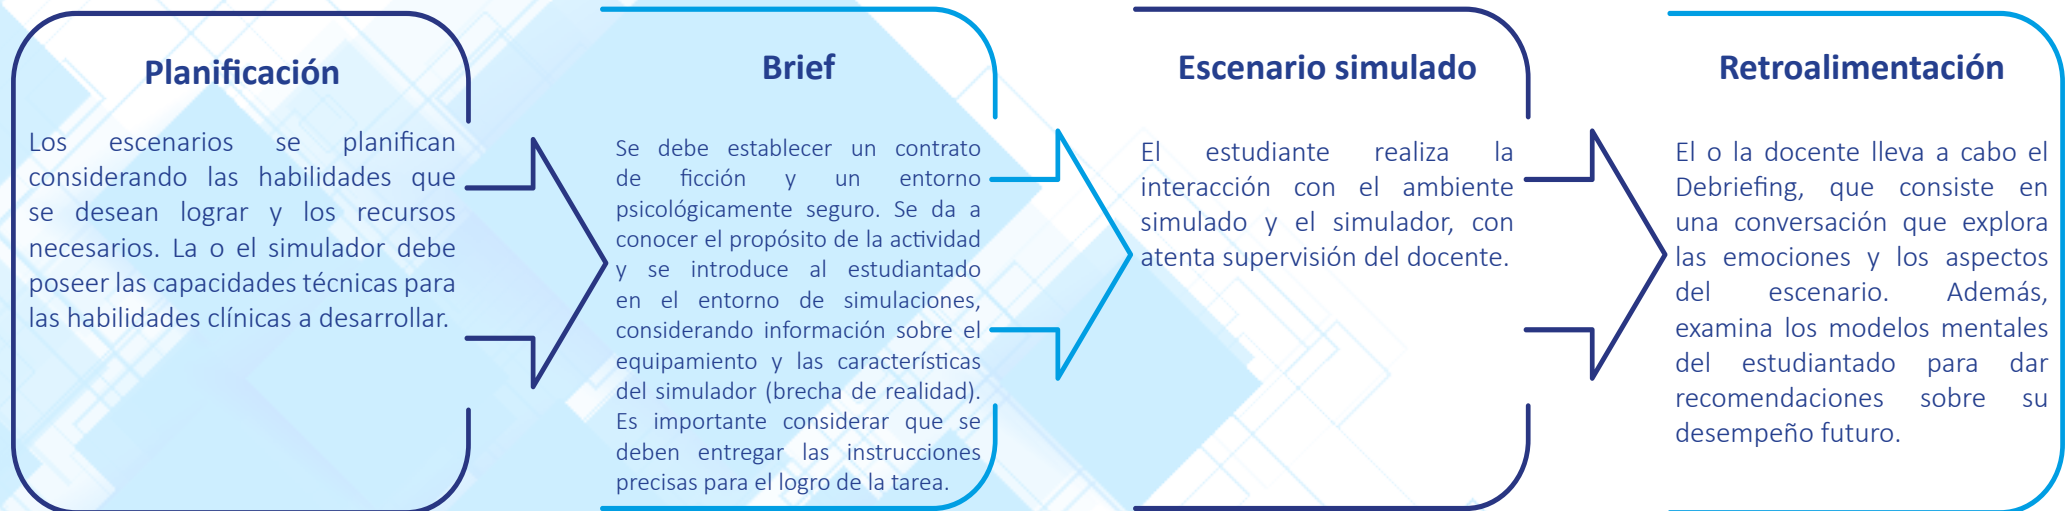 Planificación
Los escenarios se planifican
considerando las habilidades que
se desean lograr y los recursos
necesarios. La o el simulador debe
poseer las capacidades técnicas para
las habilidades clínicas a desarrollar.
Brief
Se debe establecer un contrato
de ficción y un entorno
psicológicamente seguro. Se da a
conocer el propósito de la actividad
y se introduce al estudiantado
en el entorno de simulaciones,
considerando información sobre el
equipamiento y las características
del simulador (brecha de realidad).
Es importante considerar que se
deben entregar las instrucciones
precisas para el logro de la tarea.
Escenario simulado
El estudiante realiza la
interacción con el ambiente
simulado y el simulador, con
atenta supervisión del docente.
Retroalimentación
El o la docente lleva a cabo el
Debriefing, que consiste en
una conversación que explora
las emociones y los aspectos
del escenario. Además,
examina los modelos mentales
del estudiantado para dar
recomendaciones sobre su
desempeño futuro.